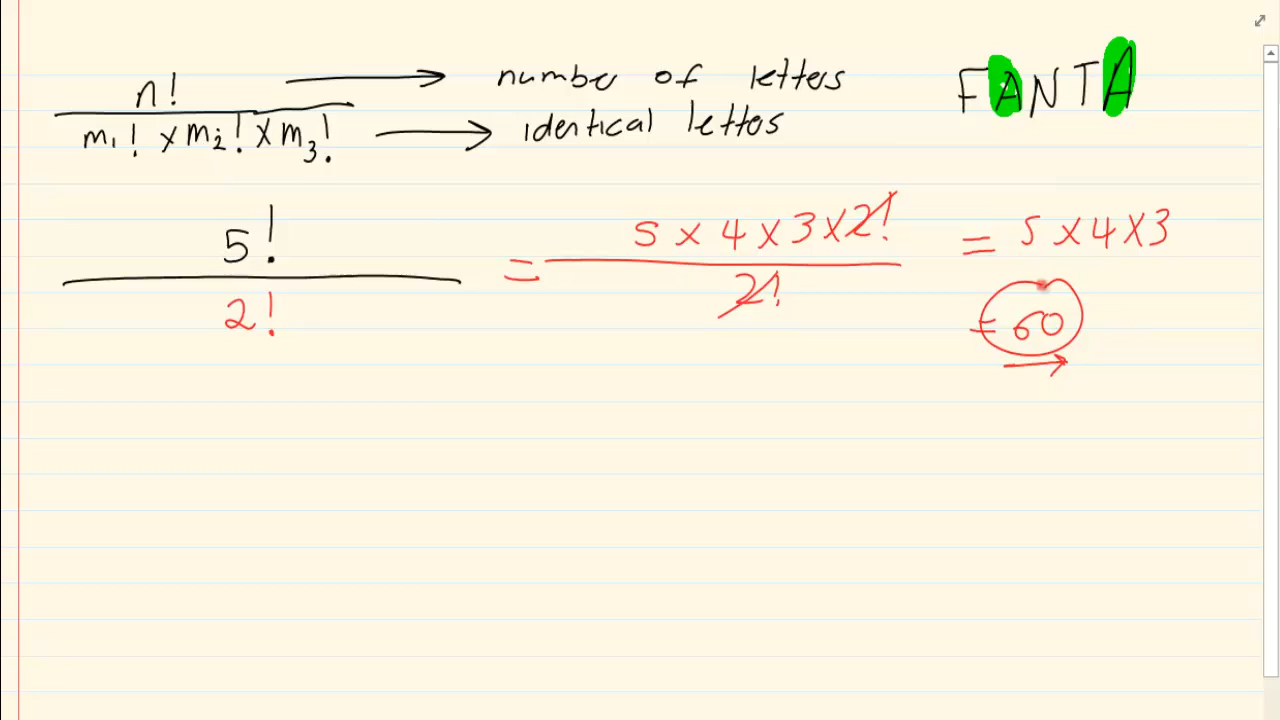 n! → number of letters
m₁! × m₂! × m₃! → identical lettos
FANTA
5! = 5 × 4 × 3 × 2! = 5 × 4 × 3
2! 2!
= 60